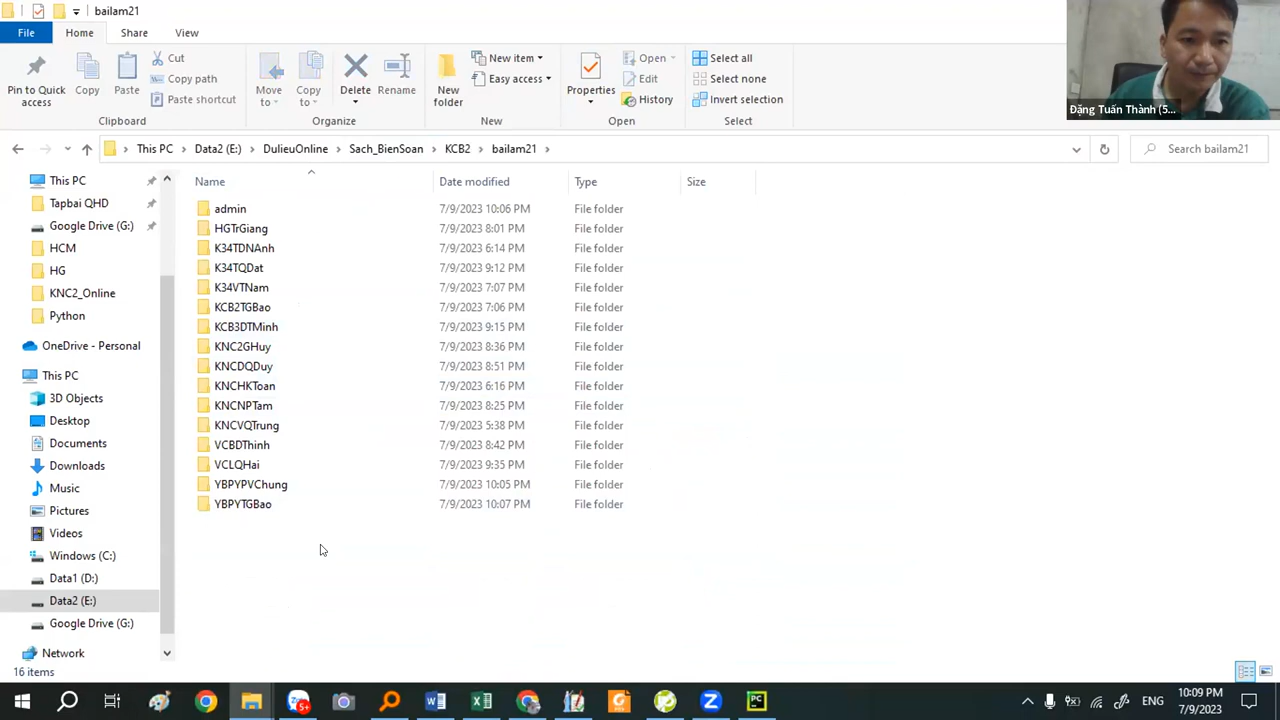 bailam21
File
Home
Share
View
Pin to Quick access
Copy
Paste
Cut
Copy path
Paste shortcut
Clipboard
Move to
Copy to
Delete
Rename
Organize
New folder
New item
Easy access
New
Properties
Open
Edit
History
Open
Select all
Select none
Invert selection
Select
Đặng Tuấn Thành (5...
This PC > Data2 (E:) > DulieuOnline > Sach_BienSoan > KCB2 > bailam21 >
Search bailam21
Name Date modified Type Size
This PC
Tapbai QHD
Google Drive (G:)
HCM
HG
KNC2_Online
Python
OneDrive - Personal
This PC
3D Objects
Desktop
Documents
Downloads
Music
Pictures
Videos
Windows (C:)
Data1 (D:)
Data2 (E:)
Google Drive (G:)
Network
admin 7/9/2023 10:06 PM File folder
HGTrGiang 7/9/2023 8:01 PM File folder
K34TDNAnh 7/9/2023 6:14 PM File folder
K34TQDat 7/9/2023 9:12 PM File folder
K34VTNam 7/9/2023 7:07 PM File folder
KCB2TGBao 7/9/2023 7:06 PM File folder
KCB3DTMinh 7/9/2023 9:15 PM File folder
KNC2GHuy 7/9/2023 8:36 PM File folder
KNCDQDuy 7/9/2023 8:51 PM File folder
KNCHKToan 7/9/2023 6:16 PM File folder
KNCNPTam 7/9/2023 8:25 PM File folder
KNCVQTrung 7/9/2023 5:38 PM File folder
VCBDThinh 7/9/2023 8:42 PM File folder
VCLQHai 7/9/2023 9:35 PM File folder
YBPYPVChung 7/9/2023 10:05 PM File folder
YBPYTGBao 7/9/2023 10:07 PM File folder
16 items
5+
ENG
10:09 PM
7/9/2023